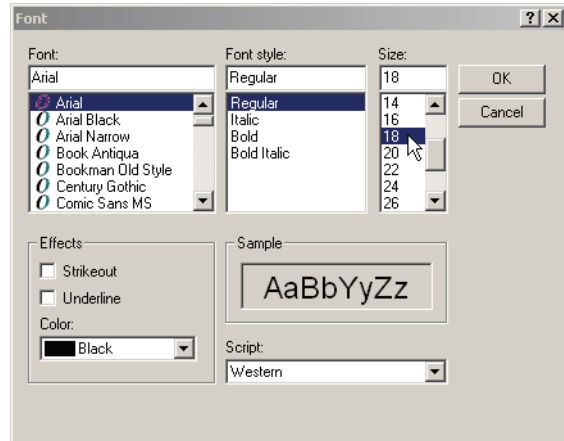 Font
Font: Font style: Size:
Arial Regular 18 OK
Arial Regular 14 Cancel
Arial Black Italic 16
Arial Narrow Bold 18
Book Antiqua Bold Italic 20
Bookman Old Style 22
Century Gothic 24
Comic Sans MS 26
Effects Sample
Strikeout
Underline AaBbYyZz
Color:
Black Script:
Western